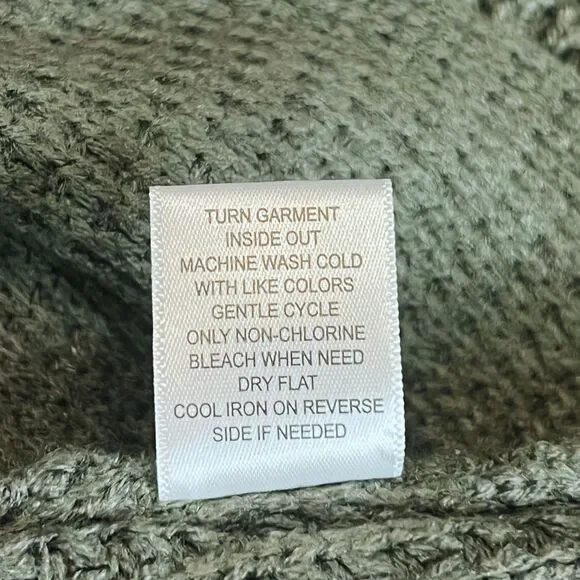 TURN GARMENT
INSIDE OUT
MACHINE WASH COLD
WITH LIKE COLORS
GENTLE CYCLE
ONLY NON-CHLORINE
BLEACH WHEN NEED
DRY FLAT
COOL IRON ON REVERSE
SIDE IF NEEDED